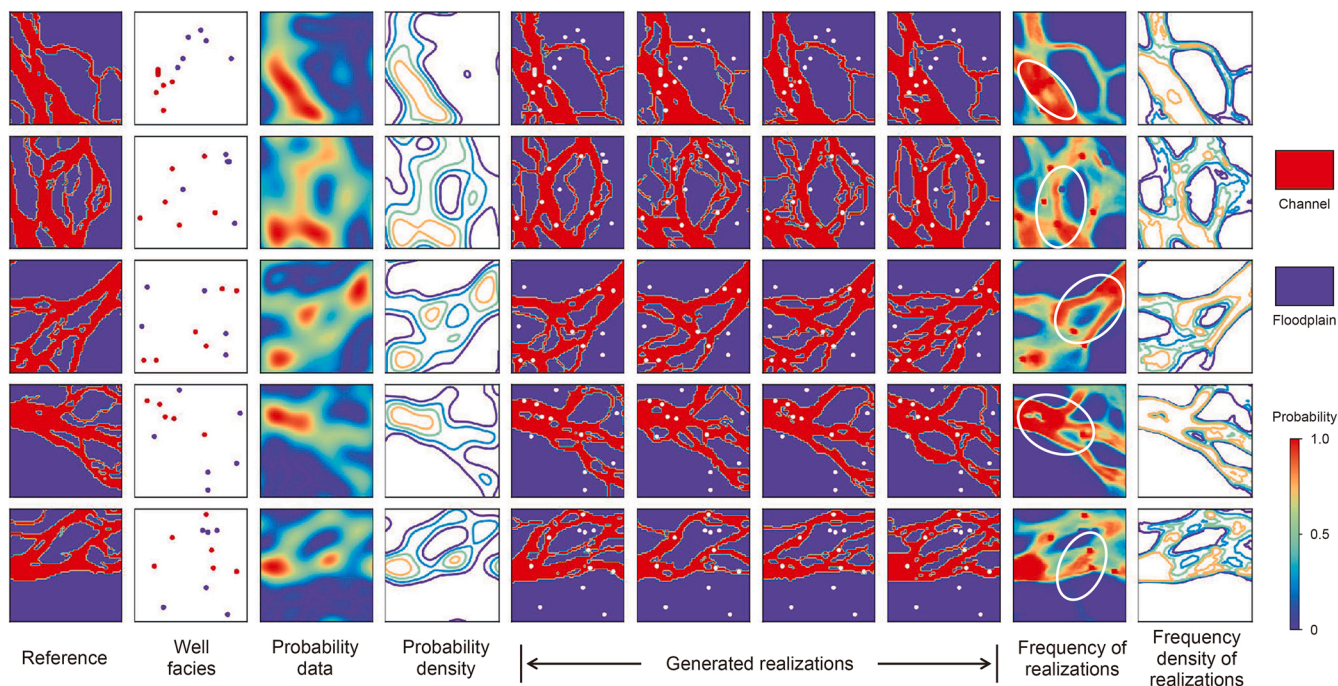 Channel
Floodplain
Probability
1.0
0.5
0
Reference
Well
facies
Probability
data
Probability
density
Generated realizations
Frequency of
realizations
Frequency
density of
realizations